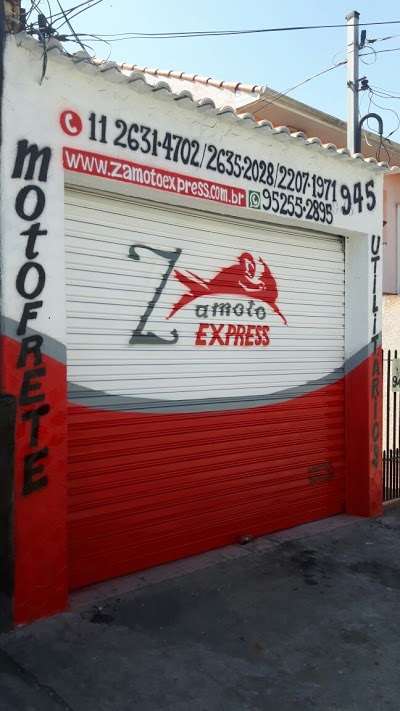 11 2631-4702/2635-2028/2207-1971
www.zamotoexpress.com.br 95255-2895
945
MOTOFRETE
Zamoto
EXPRESS
UTILITARIOS